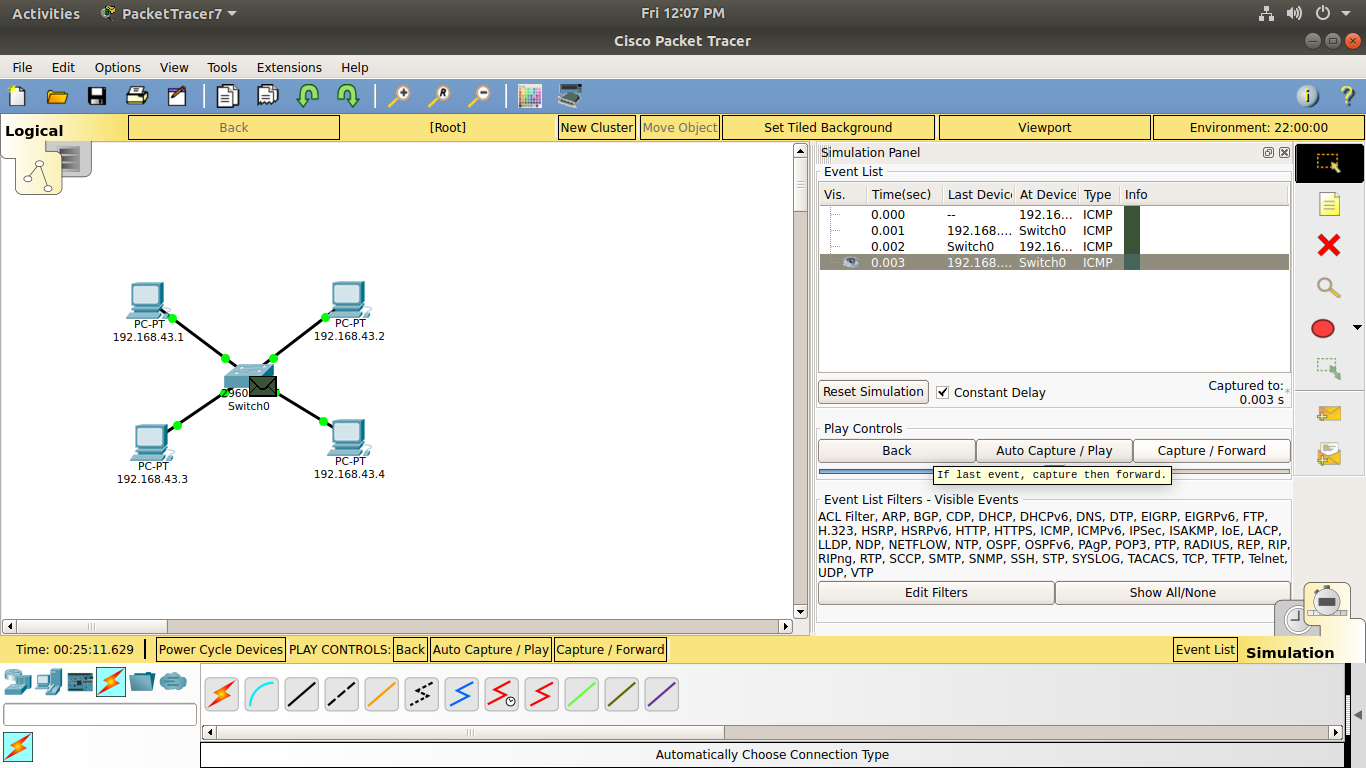 Activities PacketTracer7 Fri 12:07 PM
Cisco Packet Tracer
File Edit Options View Tools Extensions Help
Logical Back [Root] New Cluster Move Object Set Tiled Background Viewport Environment: 22:00:00
PC-PT
192.168.43.1
PC-PT
192.168.43.2
2960
Switch0
PC-PT
192.168.43.3
PC-PT
192.168.43.4
Simulation Panel
Event List
Vis. Time(sec) Last Device At Device Type Info
0.000 -- 192.16... ICMP
0.001 192.168.... Switch0 ICMP
0.002 Switch0 192.16... ICMP
0.003 192.168.... Switch0 ICMP
Reset Simulation Constant Delay Captured to:
0.003 s
Play Controls
Back Auto Capture / Play Capture / Forward
If last event, capture then forward.
Event List Filters - Visible Events
ACL Filter, ARP, BGP, CDP, DHCP, DHCPv6, DNS, DTP, EIGRP, EIGRPv6, FTP,
H.323, HSRP, HSRPv6, HTTP, HTTPS, ICMP, ICMPv6, IPSec, ISAKMP, IoE, LACP,
LLDP, NDP, NETFLOW, NTP, OSPF, OSPFv6, PAgP, POP3, PTP, RADIUS, REP, RIP,
RIPng, RTP, SCCP, SMTP, SNMP, SSH, STP, SYSLOG, TACACS, TCP, TFTP, Telnet,
UDP, VTP
Edit Filters Show All/None
Time: 00:25:11.629 Power Cycle Devices PLAY CONTROLS: Back Auto Capture / Play Capture / Forward Event List Simulation
Automatically Choose Connection Type